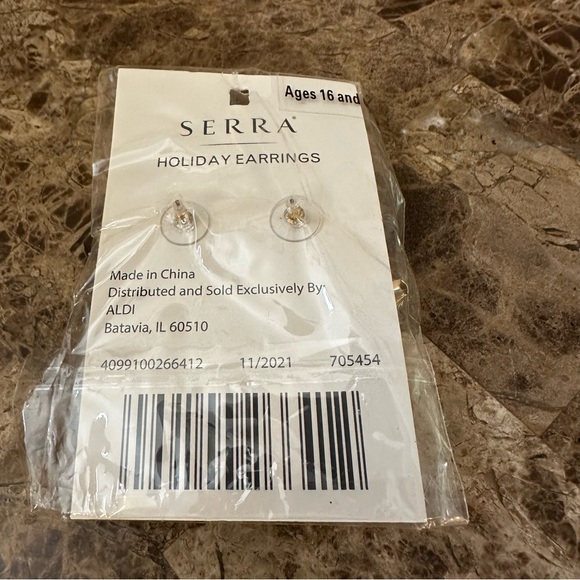 Ages 16 and
SERRA®
HOLIDAY EARRINGS
Made in China
Distributed and Sold Exclusively By:
ALDI
Batavia, IL 60510
4099100266412 11/2021 705454